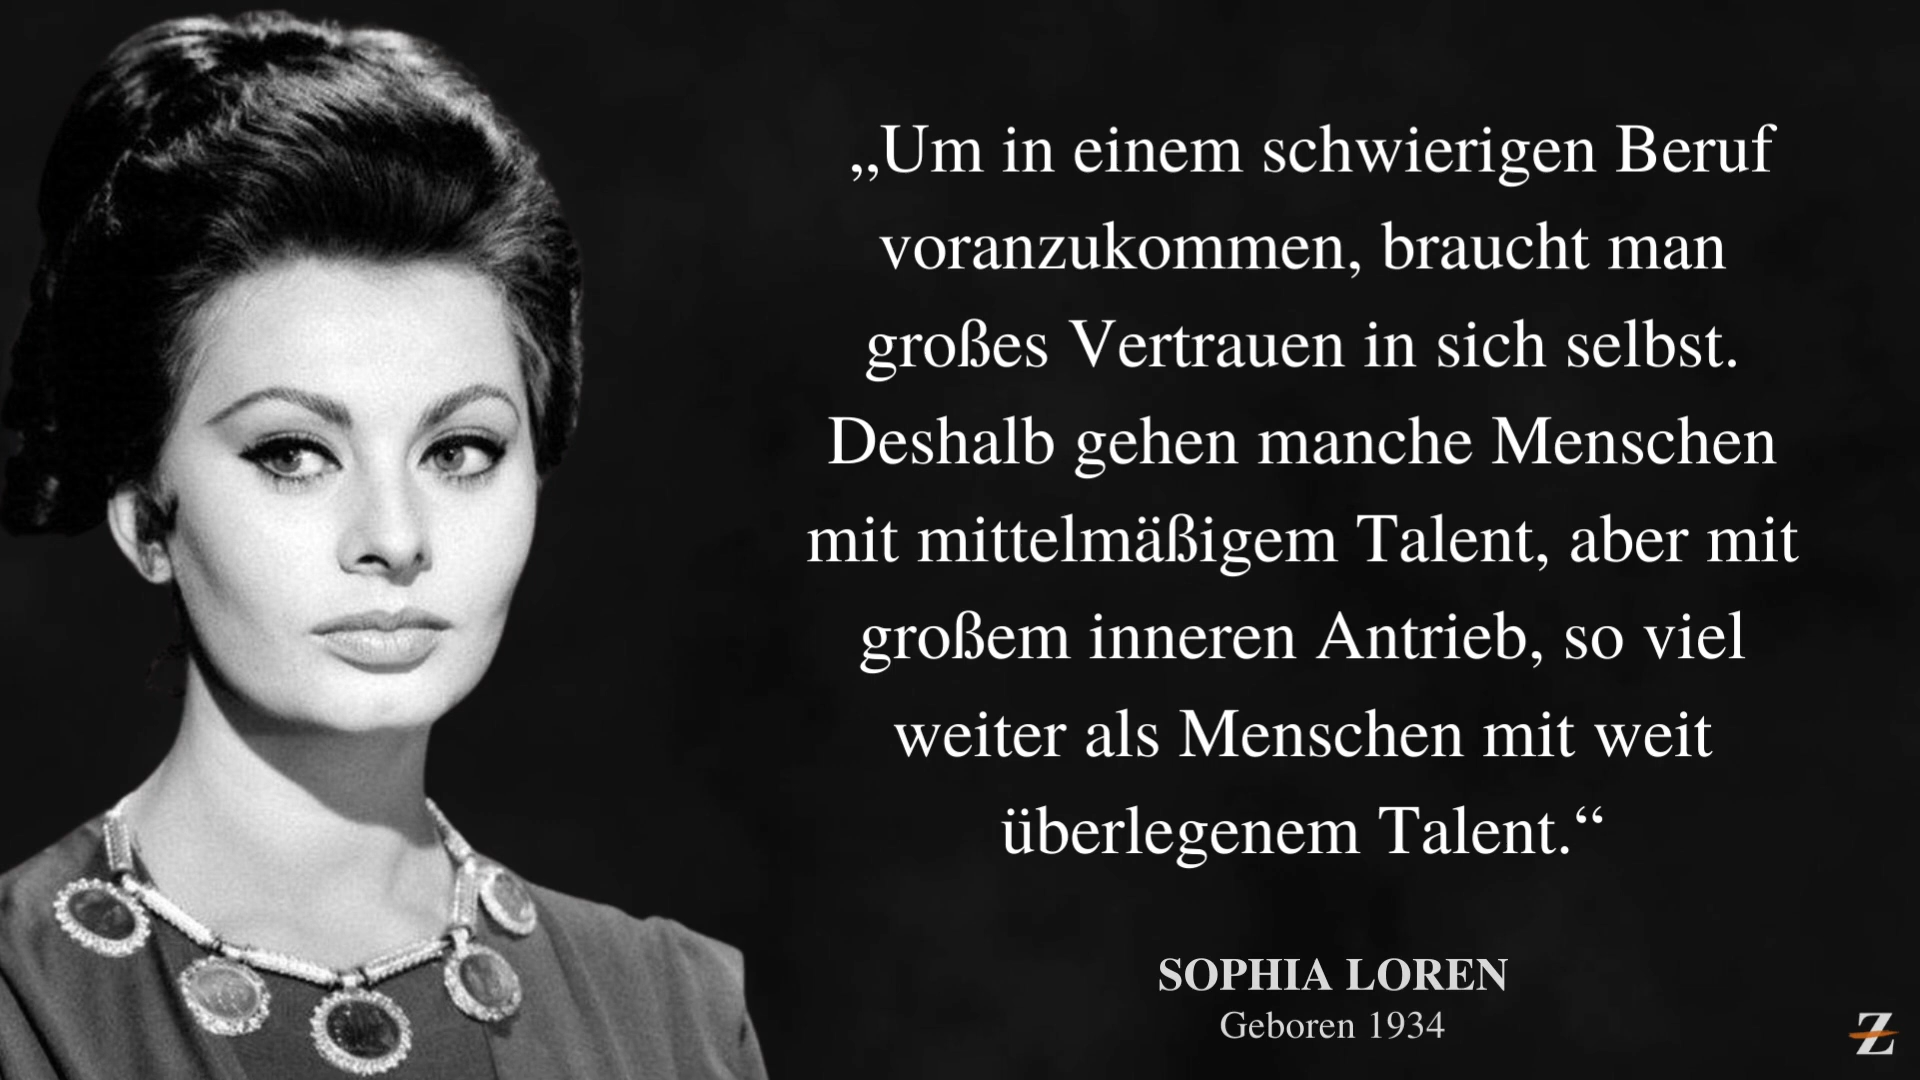 „Um in einem schwierigen Beruf
voranzukommen, braucht man
großes Vertrauen in sich selbst.
Deshalb gehen manche Menschen
mit mittelmäßigem Talent, aber mit
großem inneren Antrieb, so viel
weiter als Menschen mit weit
überlegenem Talent.“
SOPHIA LOREN
Geboren 1934
Z